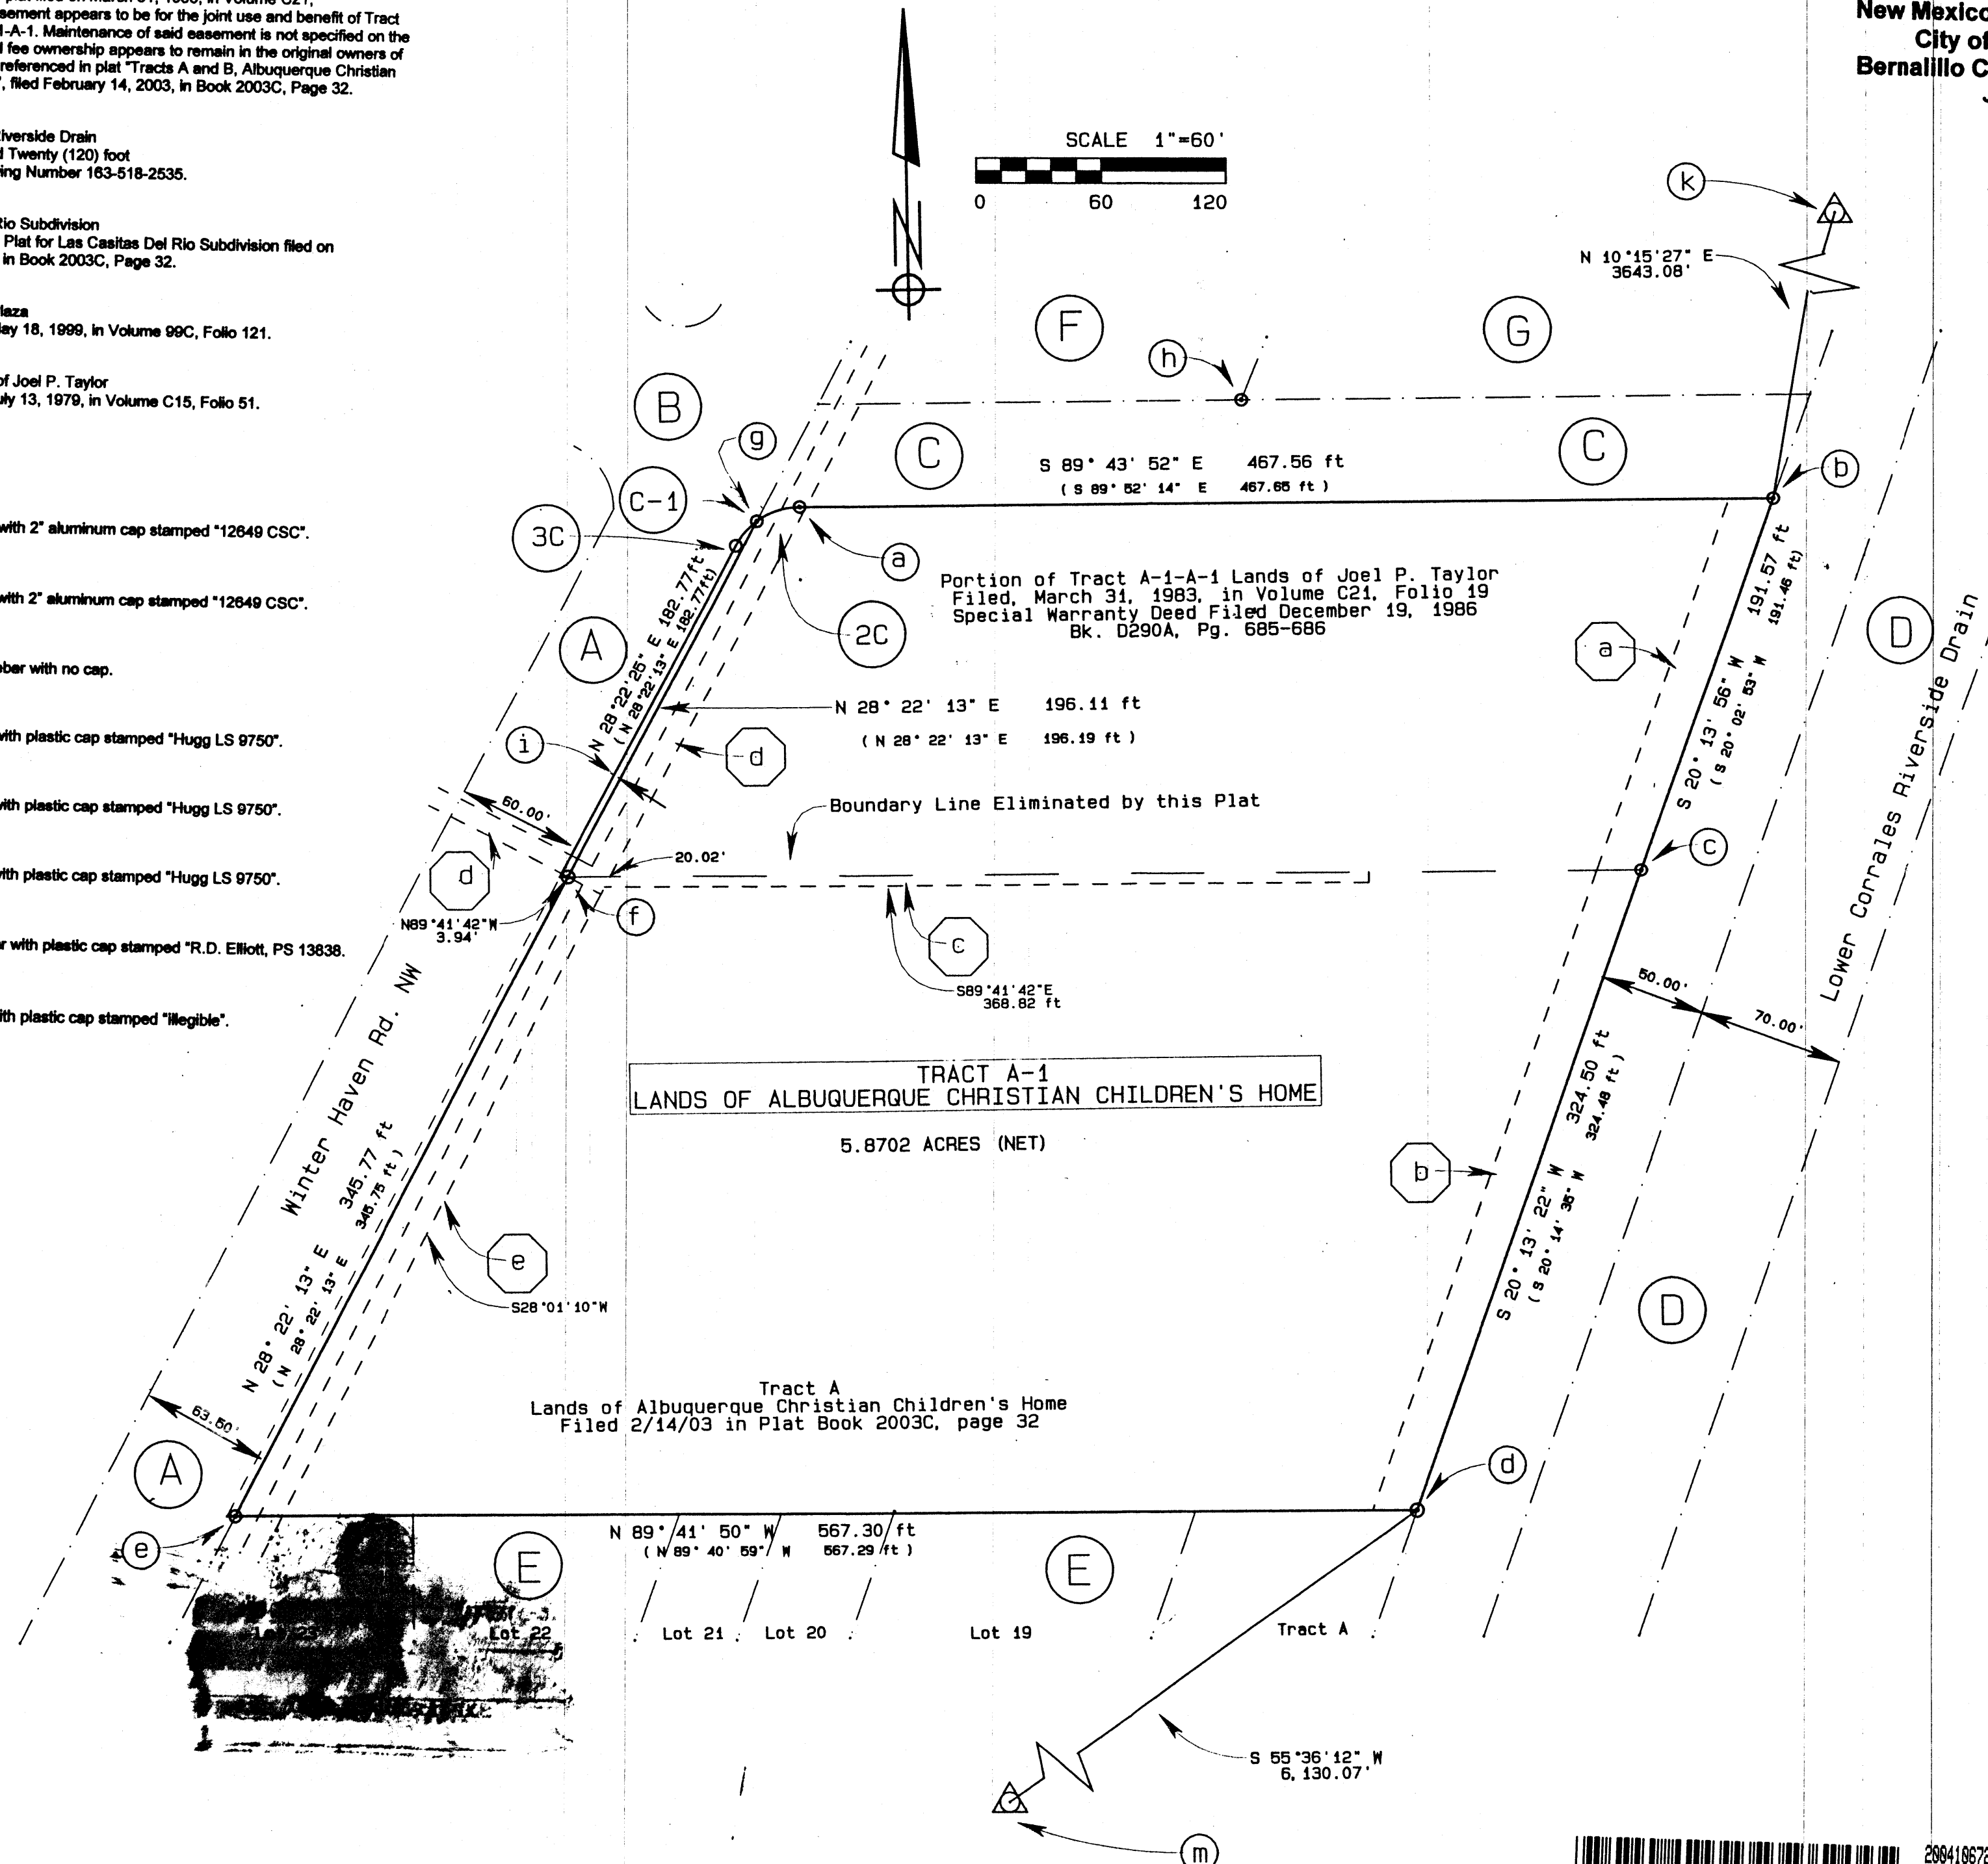 sement appears to be for the joint use and benefit of Tract
-A-1. Maintenance of said easement is not specified on the
fee ownership appears to remain in the original owners of
referenced in plat "Tracts A and B, Albuquerque Christian
", filed February 14, 2003, in Book 2003C, Page 32.
iverside Drain
Twenty (120) foot
ing Number 163-518-2535.
Rio Subdivision
Plat for Las Casitas Del Rio Subdivision filed on
in Book 2003C, Page 32.
laza
ay 18, 1999, in Volume 99C, Folio 121.
of Joel P. Taylor
uly 13, 1979, in Volume C15, Folio 51.
with 2" aluminum cap stamped "12649 CSC".
with 2" aluminum cap stamped "12649 CSC".
ebar with no cap.
with plastic cap stamped "Hugg LS 9750".
with plastic cap stamped "Hugg LS 9750".
with plastic cap stamped "Hugg LS 9750".
r with plastic cap stamped "R.D. Elliott, PS 13838.
ith plastic cap stamped "illegible".
New Mexico
City of
Bernalillo C
SCALE 1"=60'
0 60 120
N
k
N 10°15'27" E
3643.08'
F
G
h
B
g
C
C
b
S 89° 43' 52" E 467.56 ft
( S 89° 52' 14" E 467.65 ft )
C-1
3C
a
2C
Portion of Tract A-1-A-1 Lands of Joel P. Taylor
Filed, March 31, 1983, in Volume C21, Folio 19
Special Warranty Deed Filed December 19, 1986
Bk. D290A, Pg. 685-686
A
N 28°22'25" E 182.77ft
( N 28°22'13" E 182.77ft)
a
S 20° 13' 56" W 191.57 ft
( S 20° 02' 53" W 191.46 ft)
D
Lower Corrales Riverside Drain
N 28° 22' 13" E 196.11 ft
( N 28° 22' 13" E 196.19 ft )
i
d
60.00'
Boundary Line Eliminated by this Plat
20.02'
d
f
c
N89°41'42"W
3.94'
c
S89°41'42"E
368.82 ft
50.00'
70.00'
Winter Haven Rd. NW
TRACT A-1
LANDS OF ALBUQUERQUE CHRISTIAN CHILDREN'S HOME
5.8702 ACRES (NET)
b
S 20° 13' 22" W 324.50 ft
( S 20° 14' 35" W 324.48 ft )
N 28° 22' 13" E 345.77 ft
( N 28° 22' 13" E 345.75 ft )
e
S28°01'10"W
D
63.50'
Tract A
Lands of Albuquerque Christian Children's Home
Filed 2/14/03 in Plat Book 2003C, page 32
A
d
e
N 89° 41' 50" W 567.30 ft
( N 89° 40' 59" W 567.29 ft )
E
E
Lot 22
Lot 21
Lot 20
Lot 19
Tract A
S 55°36'12" W
6,130.07'
m